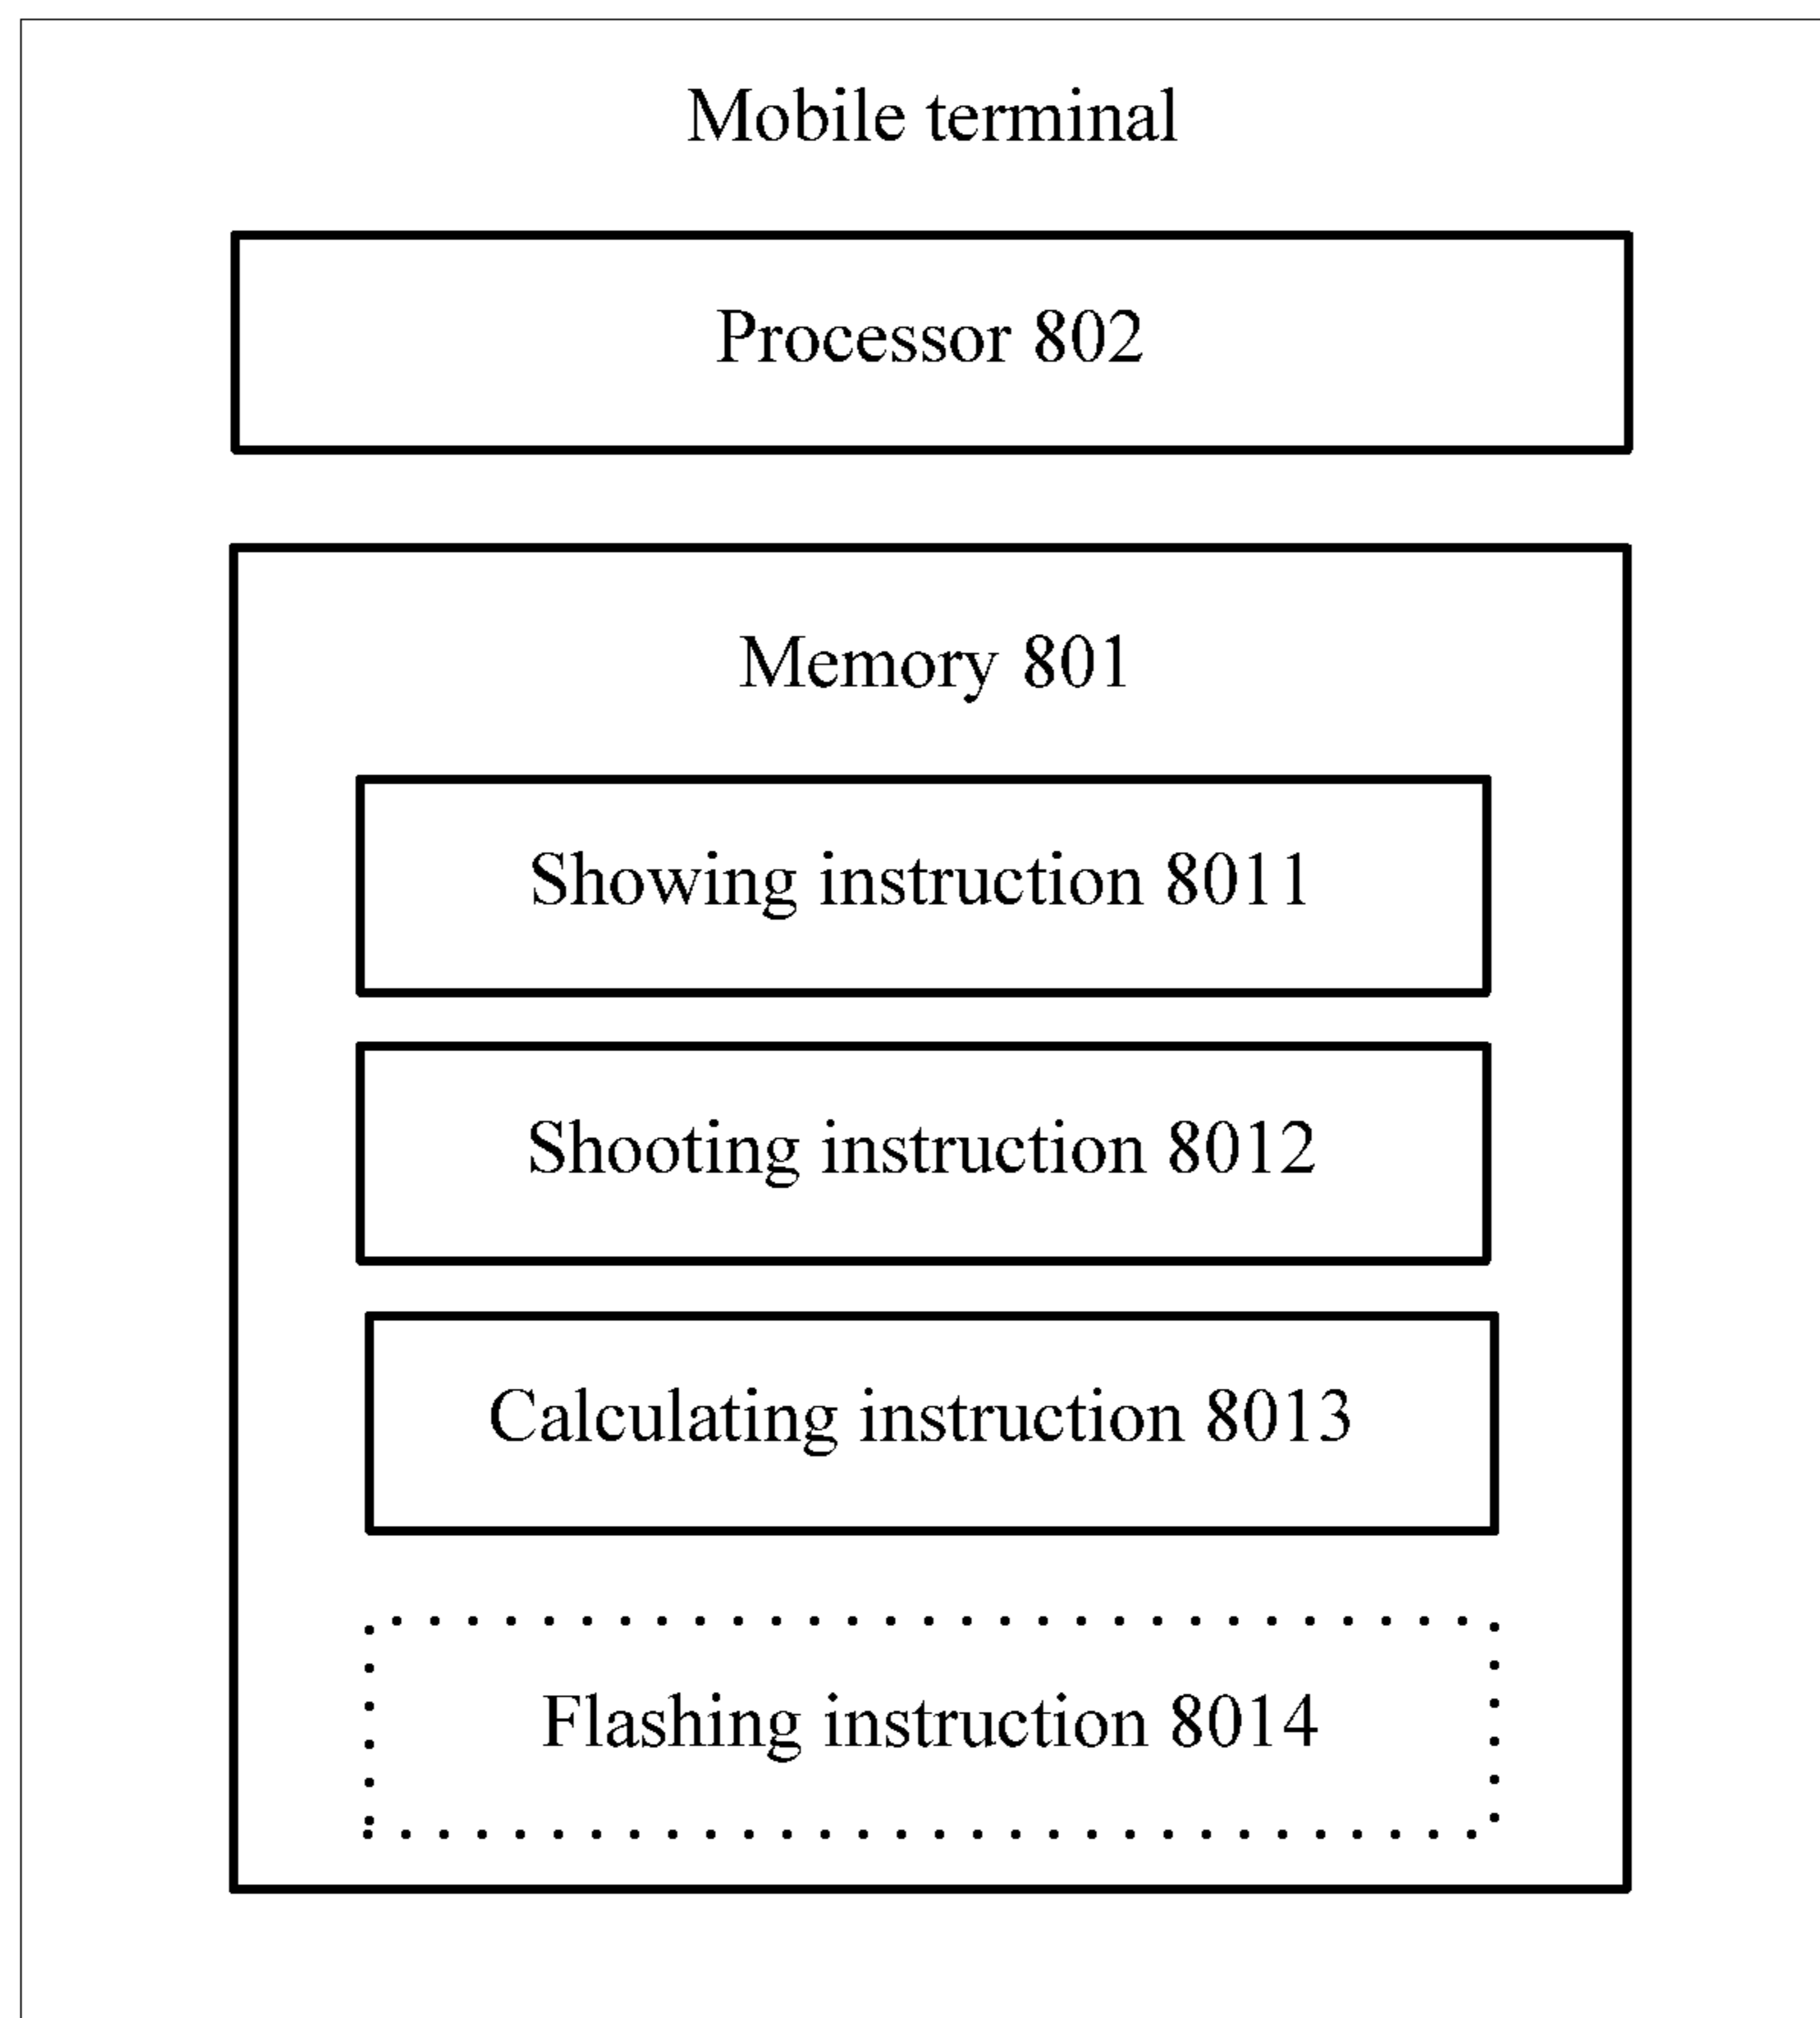 Mobile terminal
Processor 802
Memory 801
Showing instruction 8011
Shooting instruction 8012
Calculating instruction 8013
Flashing instruction 8014